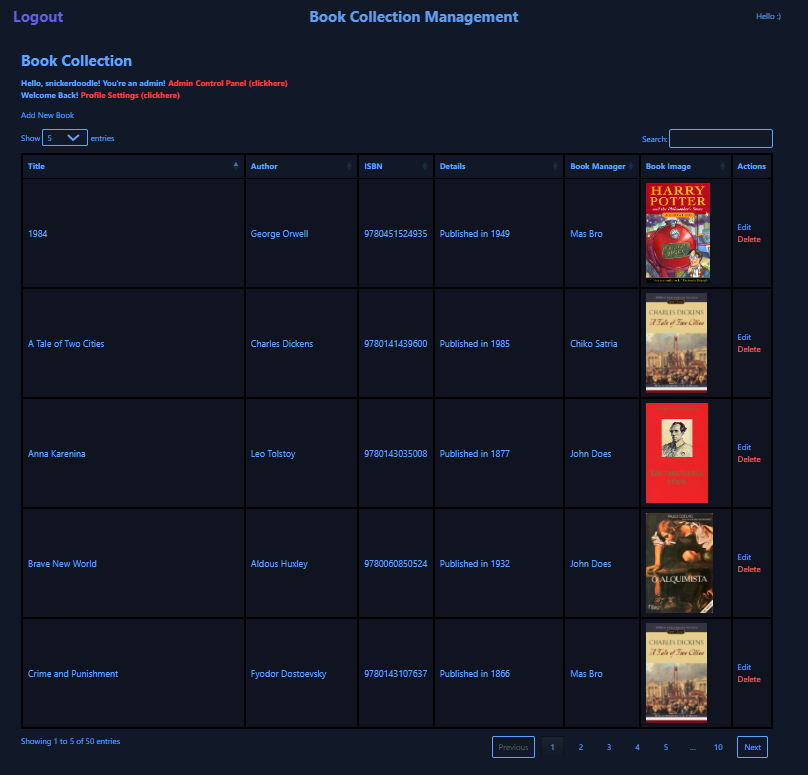 Logout
Book Collection Management
Hello :)
Book Collection
Hello, snickerdoodle! You're an admin! Admin Control Panel (clickhere)
Welcome Back! Profile Settings (clickhere)
Add New Book
Show 5 entries
Search:
Title Author ISBN Details Book Manager Book Image Actions
HARRY
POTTER
1984 George Orwell 9780451524935 Published in 1949 Mas Bro
Edit
Delete
CHARLES DICKENS
A Tale of Two Cities
A Tale of Two Cities Charles Dickens 9780141439600 Published in 1985 Chiko Satria
Edit
Delete
Anna Karenina Leo Tolstoy 9780143035008 Published in 1877 John Does
Edit
Delete
PAULO COELHO
O ALQUIMISTA
Brave New World Aldous Huxley 9780060850524 Published in 1932 John Does
Edit
Delete
CHARLES DICKENS
A Tale of Two Cities
Crime and Punishment Fyodor Dostoevsky 9780143107637 Published in 1866 Mas Bro
Edit
Delete
Showing 1 to 5 of 50 entries
Previous 1 2 3 4 5 ... 10 Next